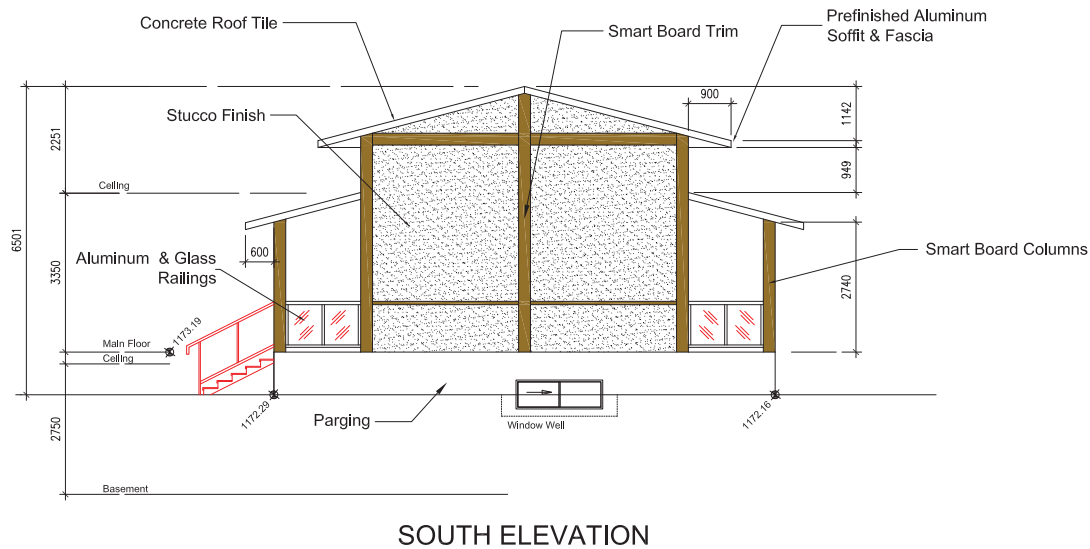 Concrete Roof Tile
Smart Board Trim
Prefinished Aluminum
Soffit & Fascia
900
1142
Stucco Finish
2251
949
Ceiling
6501
600
Aluminum & Glass
Railings
Smart Board Columns
3350
2740
1173.19
Main Floor
Ceiling
1172.29
Parging
Window Well
1172.16
2750
Basement
SOUTH ELEVATION